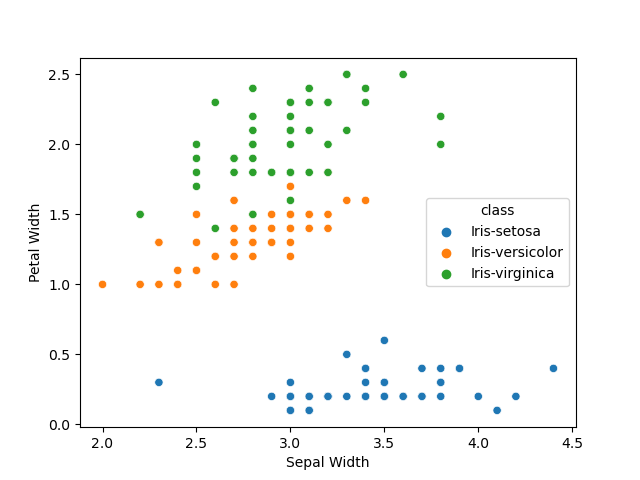 2.5
2.0
1.5
1.0
0.5
0.0
Petal Width
class
Iris-setosa
Iris-versicolor
Iris-virginica
2.0 2.5 3.0 3.5 4.0 4.5
Sepal Width